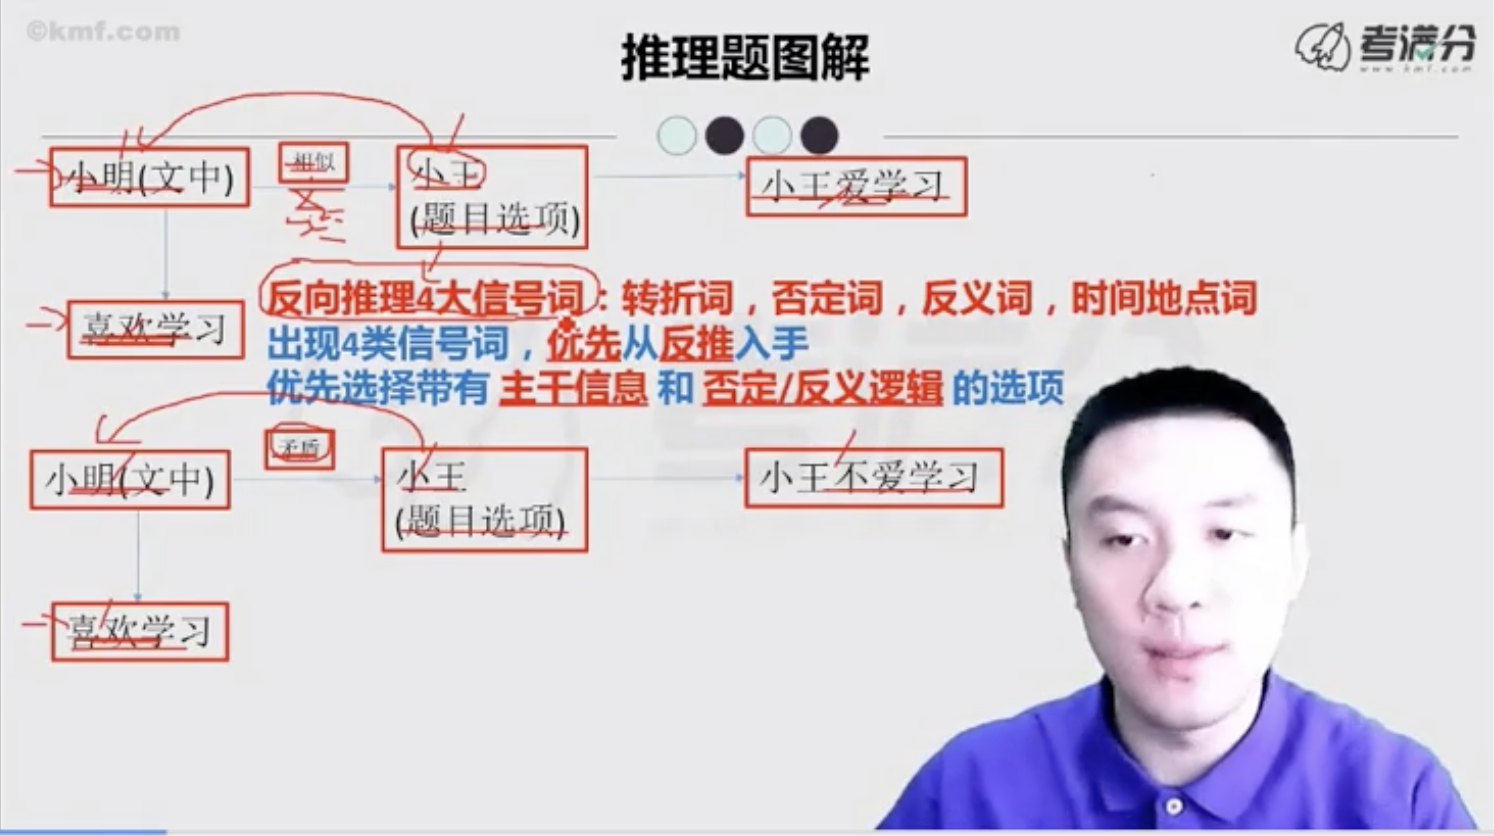 ©kmf.com
推理题图解
考满分
www.kmf.com
小明(文中)
相似
小王
(题目选项)
小王爱学习
喜欢学习
反向推理4大信号词：转折词，否定词，反义词，时间地点词
出现4类信号词，优先从反推入手
优先选择带有 主干信息 和 否定/反义逻辑 的选项
小明(文中)
矛盾
小王
(题目选项)
小王不爱学习
喜欢学习